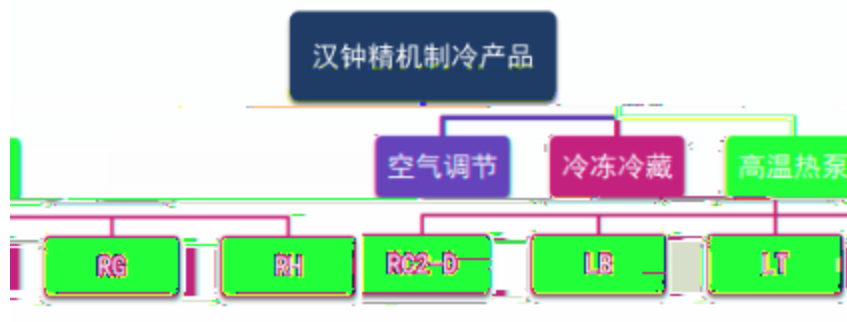 汉钟精机制冷产品
空气调节
冷冻冷藏
高温热泵
RG
RH
RC2-D
LB
LT